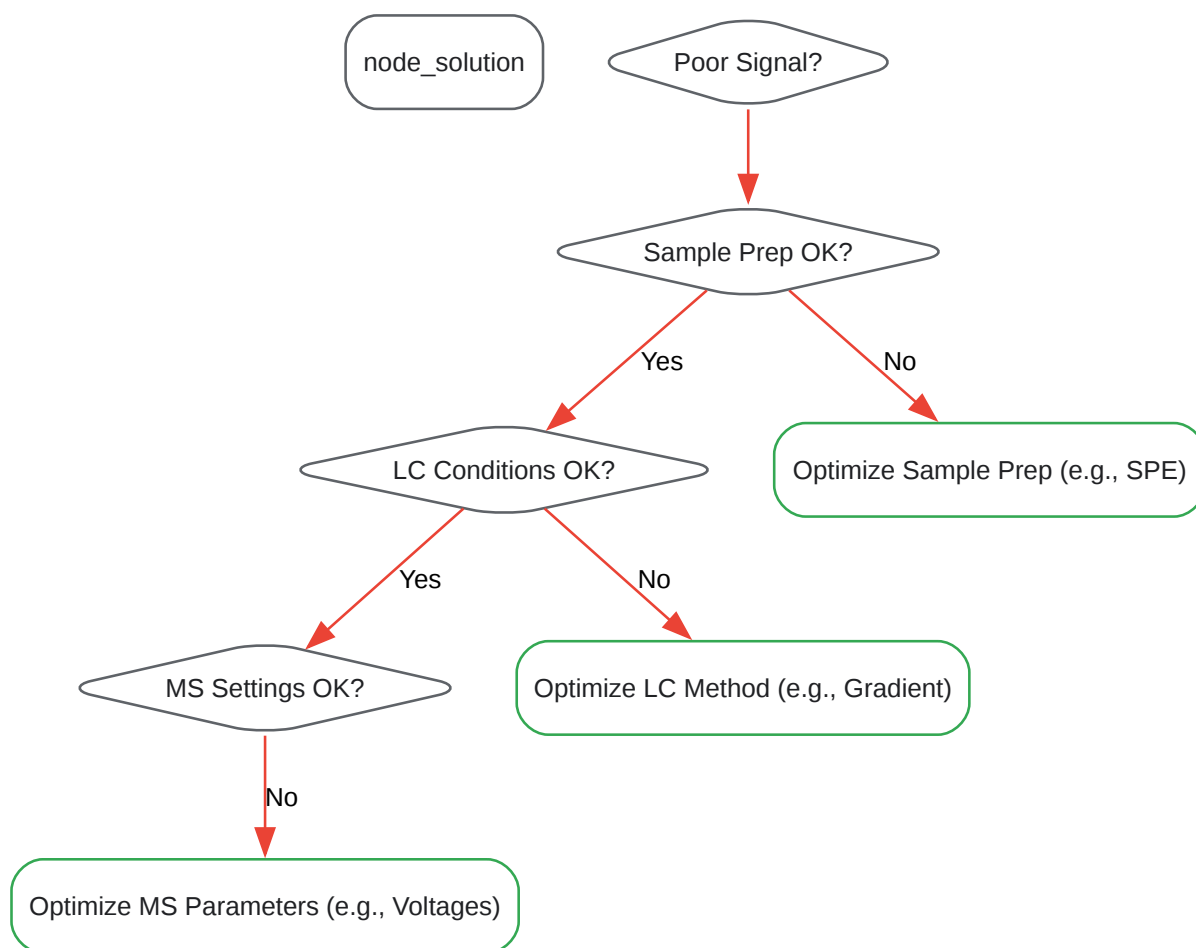 node_solution
Poor Signal?
Sample Prep OK?
Yes
No
LC Conditions OK?
Optimize Sample Prep (e.g., SPE)
Yes
No
MS Settings OK?
Optimize LC Method (e.g., Gradient)
No
Optimize MS Parameters (e.g., Voltages)